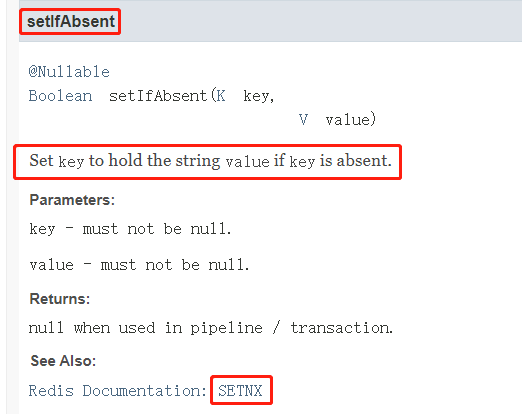 setIfAbsent
@Nullable
Boolean setIfAbsent(K key,
V value)
Set key to hold the string value if key is absent.
Parameters:
key - must not be null.
value - must not be null.
Returns:
null when used in pipeline / transaction.
See Also:
Redis Documentation: SETNX